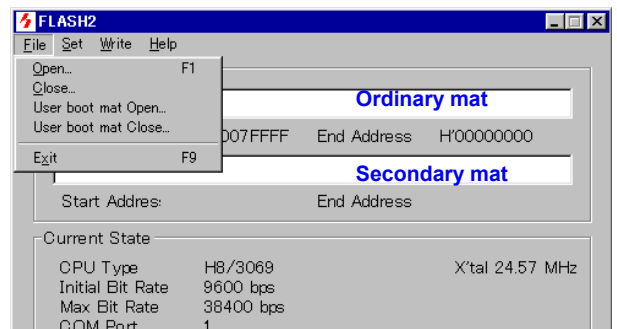 FLASH2
File Set Write Help
Open... F1
Close...
User boot mat Open...
User boot mat Close...
Exit F9
Ordinary mat
007FFFF End Address H'00000000
Secondary mat
Start Addres: End Address
Current State
CPU Type H8/3069 X'tal 24.57 MHz
Initial Bit Rate 9600 bps
Max Bit Rate 38400 bps
COM Port 1